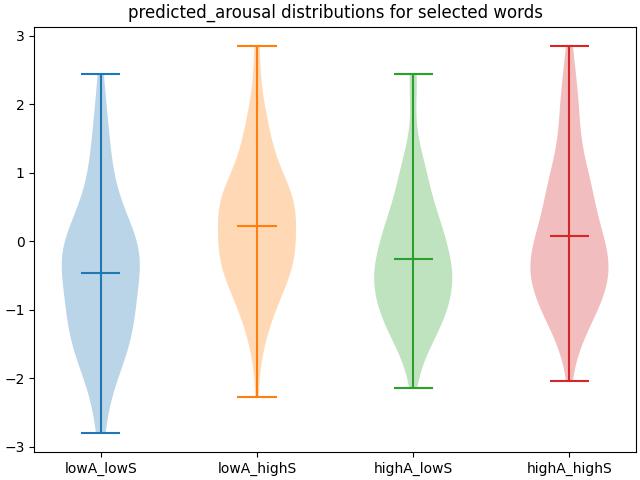 predicted_arousal distributions for selected words
3
2
1
0
−1
−2
−3
lowA_lowS
lowA_highS
highA_lowS
highA_highS